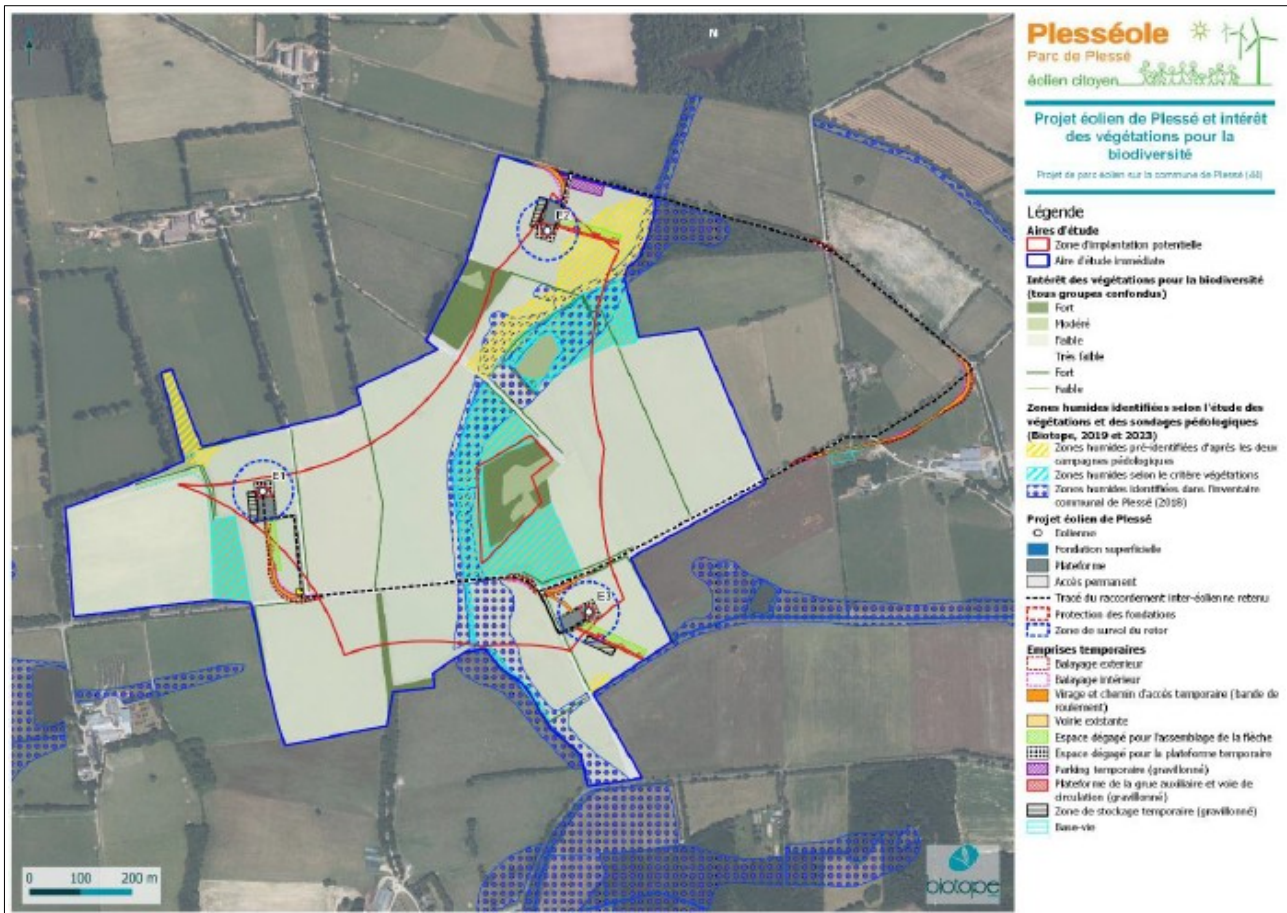 N
E2
E1
E3
0 100 200 m
biotope
Plesséole
Parc de Plessé
éolien citoyen
Projet éolien de Plessé et intérêt
des végétations pour la
biodiversité
Projet de parc éolien sur la commune de Plessé (44)
Légende
Aires d'étude
Zone d'implantation potentielle
Aire d'étude immédiate
Intérêt des végétations pour la biodiversité
(tous groupes confondus)
Fort
Modéré
Faible
Très faible
Fort
Faible
Zones humides identifiées selon l'étude des
végétations et des sondages pédologiques
(Biotope, 2019 et 2023)
Zones humides pré-identifiées d'après les deux
campagnes pédologiques
Zones humides selon le critère végétations
Zones humides identifiées dans l'inventaire
communal de Plessé (2018)
Projet éolien de Plessé
Eolienne
Fondation superficielle
Plateforme
Accès permanent
Tracé du raccordement inter-éolienne retenu
Protection des fondations
Zone de survol du rotor
Emprises temporaires
Balayage exterieur
Balayage intérieur
Virage et chemin d'accès temporaire (bande de
roulement)
Voirie existante
Espace dégagé pour l'assemblage de la flèche
Espace dégagé pour la plateforme temporaire
Parking temporaire (gravillonné)
Plateforme de la grue auxiliaire et voie de
circulation (gravillonné)
Zone de stockage temporaire (gravillonné)
Base-vie